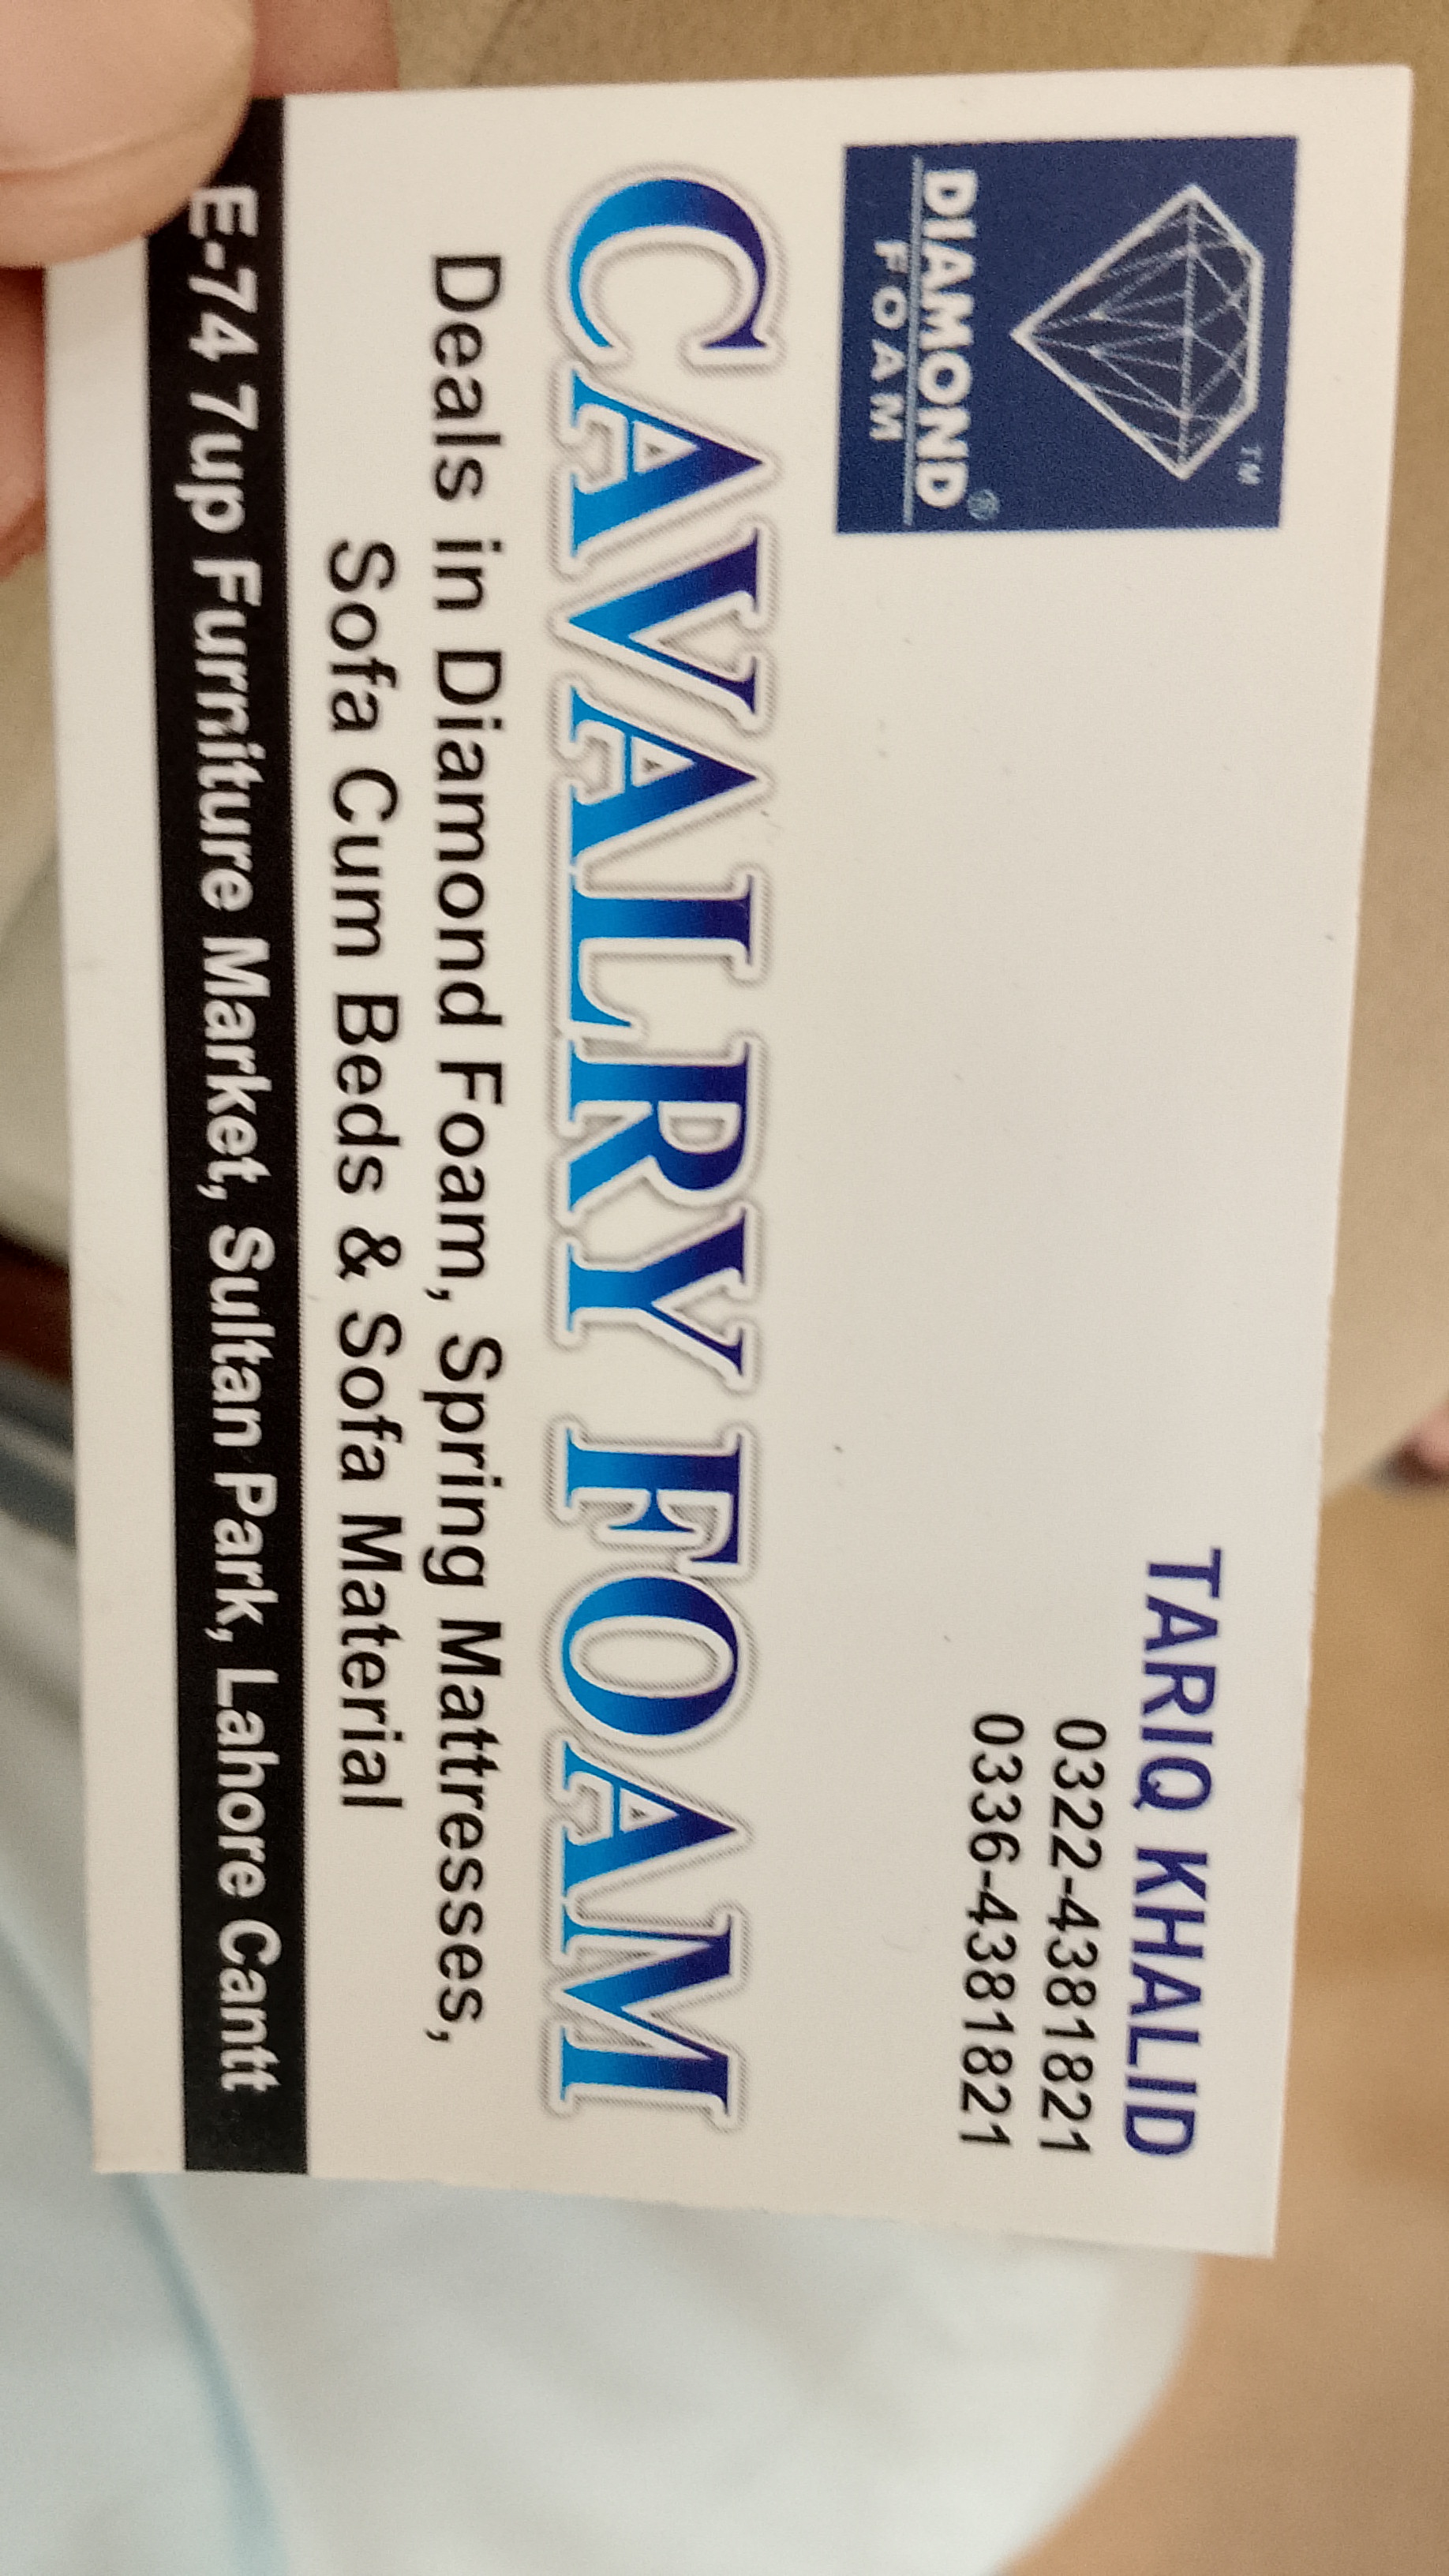 TM
DIAMOND®
FOAM
TARIQ KHALID
0322-4381821
0336-4381821
CAVALRY FOAM
Deals in Diamond Foam, Spring Mattresses,
Sofa Cum Beds & Sofa Material
E-74 7up Furniture Market, Sultan Park, Lahore Cantt